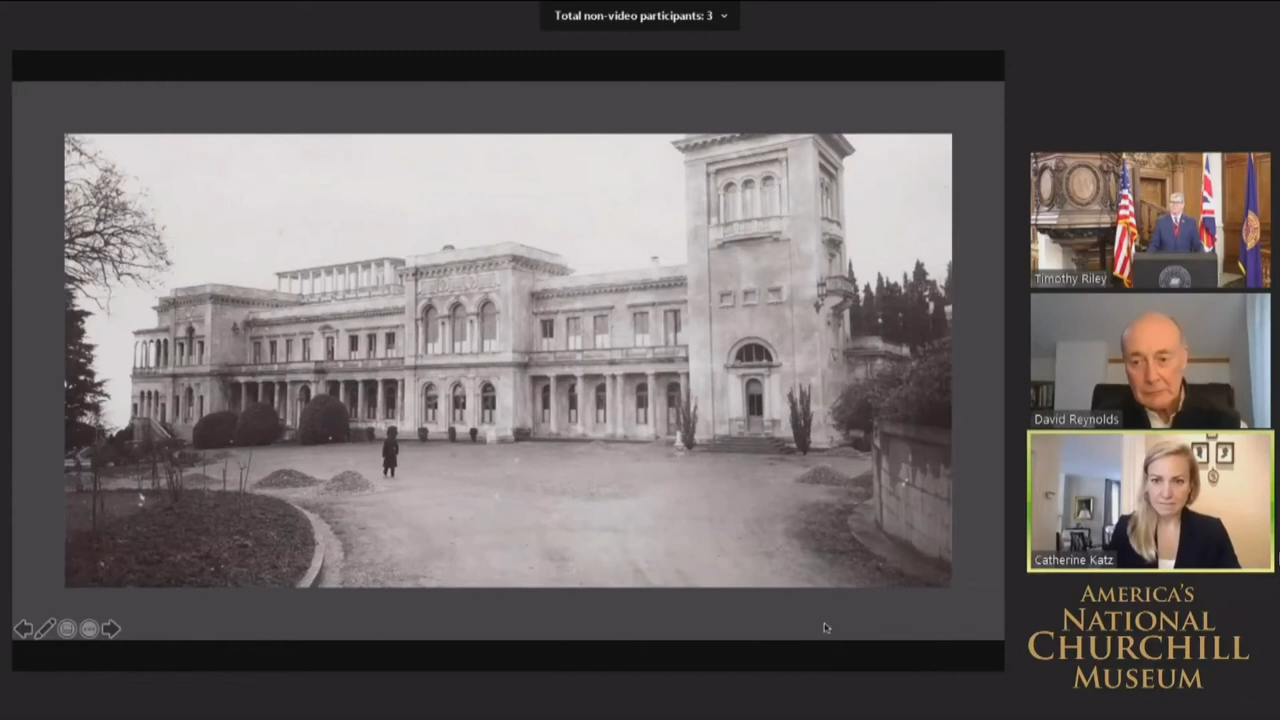 Total non-video participants: 3
Timothy Riley
David Reynolds
Catherine Katz
AMERICA'S
NATIONAL
CHURCHILL
MUSEUM